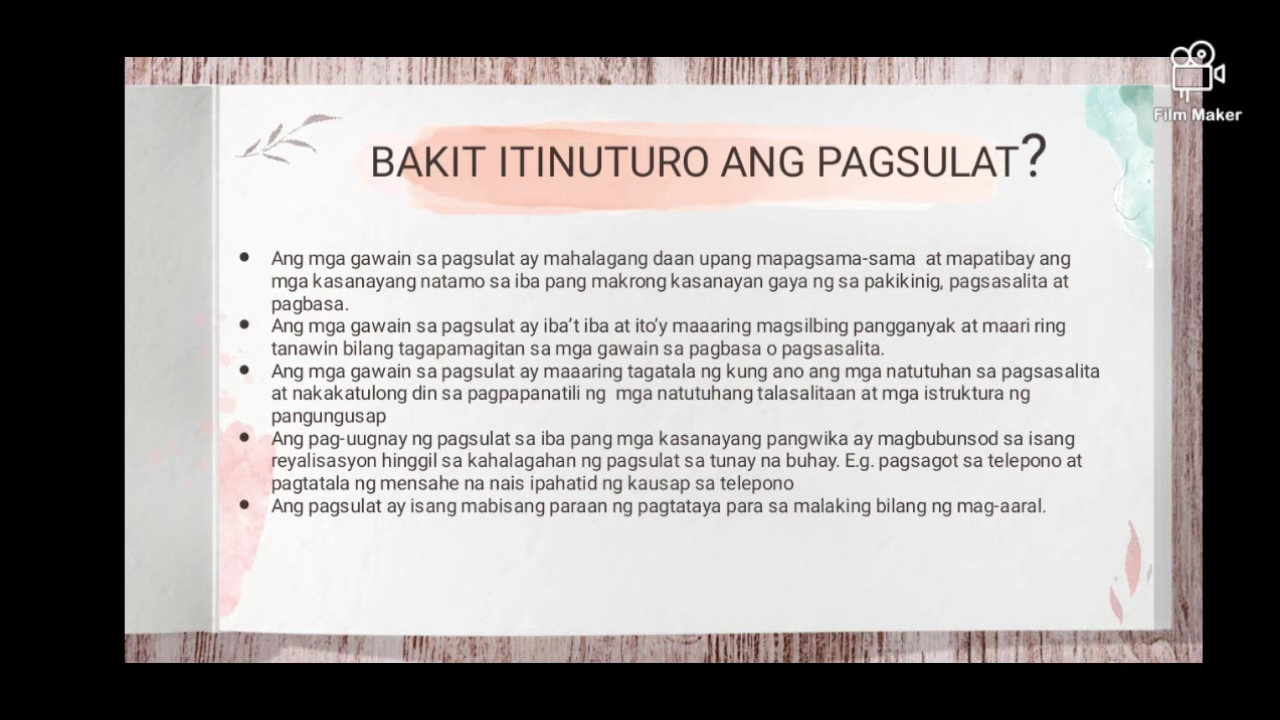 Film Maker
BAKIT ITINUTURO ANG PAGSULAT?
● Ang mga gawain sa pagsulat ay mahalagang daan upang mapagsama-sama at mapatibay ang
mga kasanayang natamo sa iba pang makrong kasanayan gaya ng sa pakikinig, pagsasalita at
pagbasa.
● Ang mga gawain sa pagsulat ay iba’t iba at ito’y maaaring magsilbing pangganyak at maari ring
tanawin bilang tagapamagitan sa mga gawain sa pagbasa o pagsasalita.
● Ang mga gawain sa pagsulat ay maaaring tagatala ng kung ano ang mga natutuhan sa pagsasalita
at nakakatulong din sa pagpapanatili ng mga natutuhang talasalitaan at mga istruktura ng
pangungusap
● Ang pag-uugnay ng pagsulat sa iba pang mga kasanayang pangwika ay magbubunsod sa isang
reyalisasyon hinggil sa kahalagahan ng pagsulat sa tunay na buhay. E.g. pagsagot sa telepono at
pagtatala ng mensahe na nais ipahatid ng kausap sa telepono
● Ang pagsulat ay isang mabisang paraan ng pagtataya para sa malaking bilang ng mag-aaral.